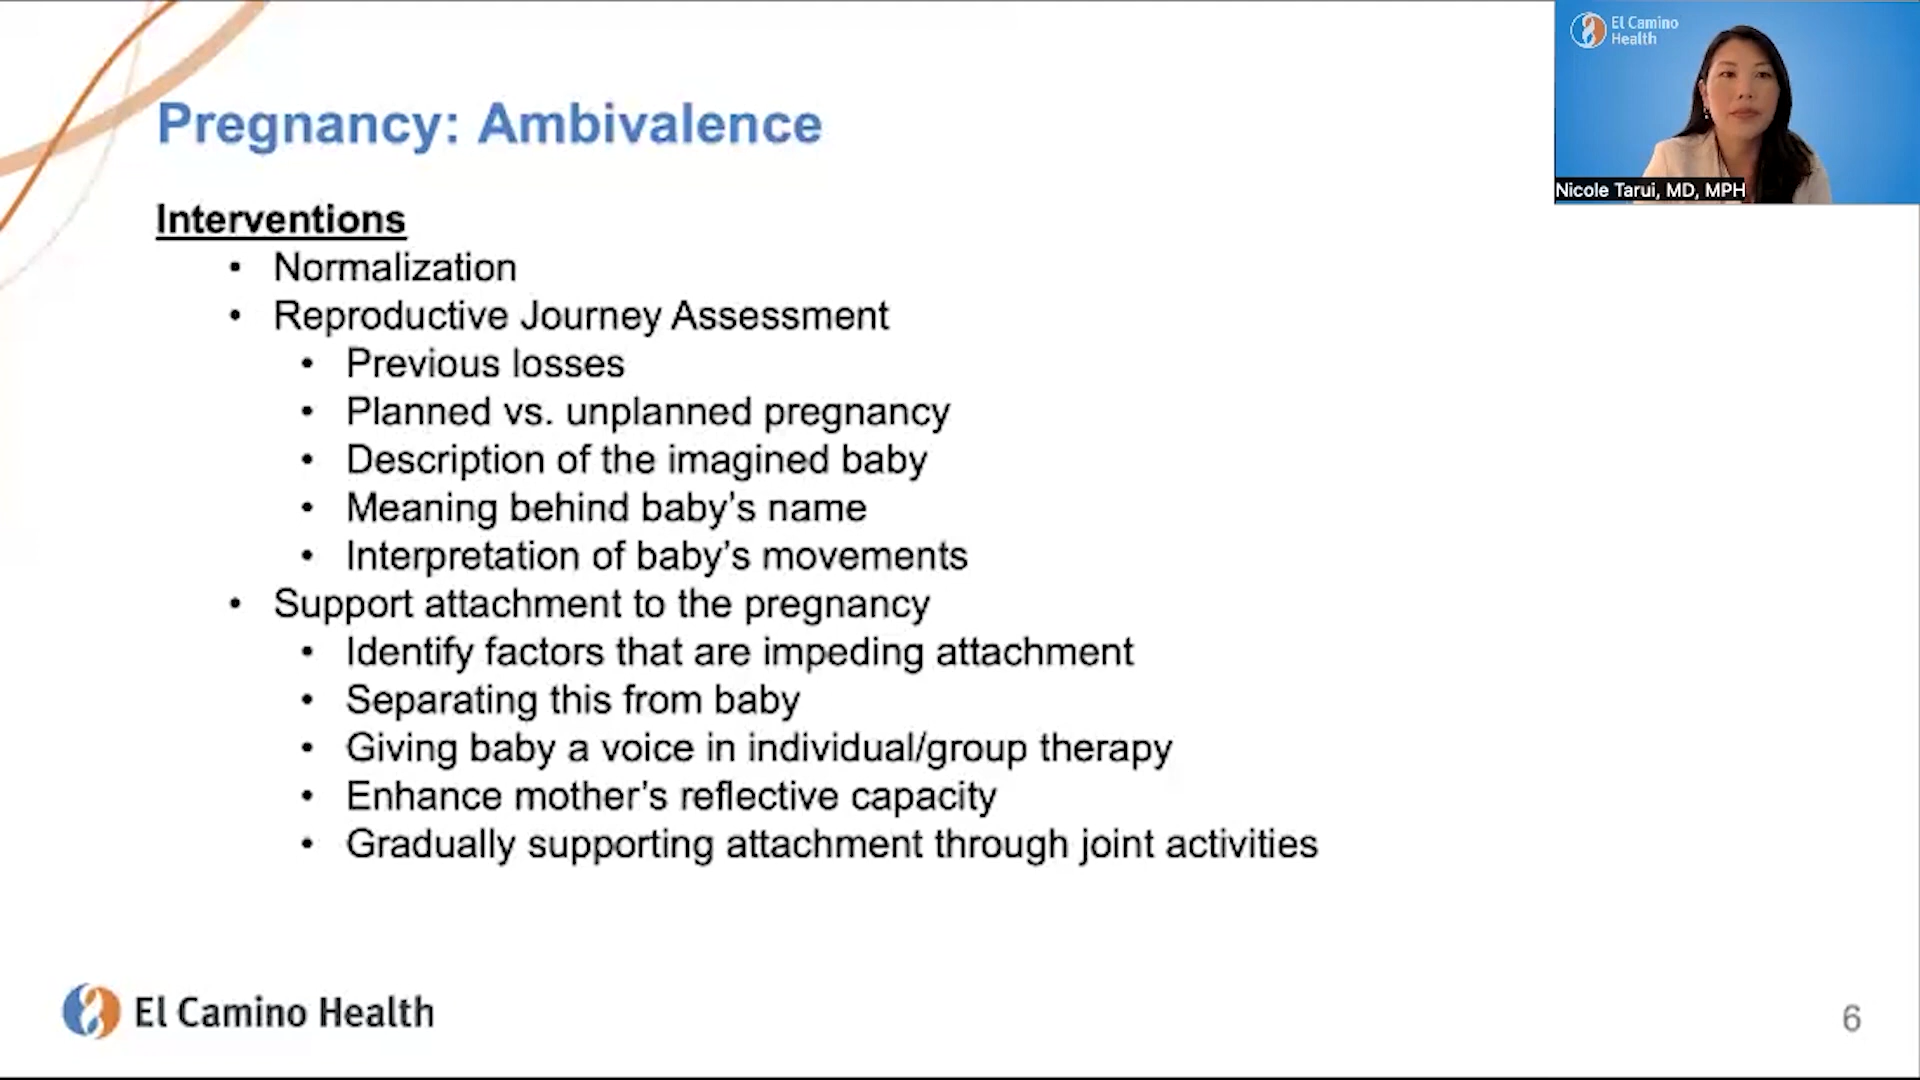 Pregnancy: Ambivalence
El Camino
Health
Nicole Tarui, MD, MPH
Interventions
• Normalization
• Reproductive Journey Assessment
• Previous losses
• Planned vs. unplanned pregnancy
• Description of the imagined baby
• Meaning behind baby's name
• Interpretation of baby's movements
• Support attachment to the pregnancy
• Identify factors that are impeding attachment
• Separating this from baby
• Giving baby a voice in individual/group therapy
• Enhance mother's reflective capacity
• Gradually supporting attachment through joint activities
El Camino Health
6